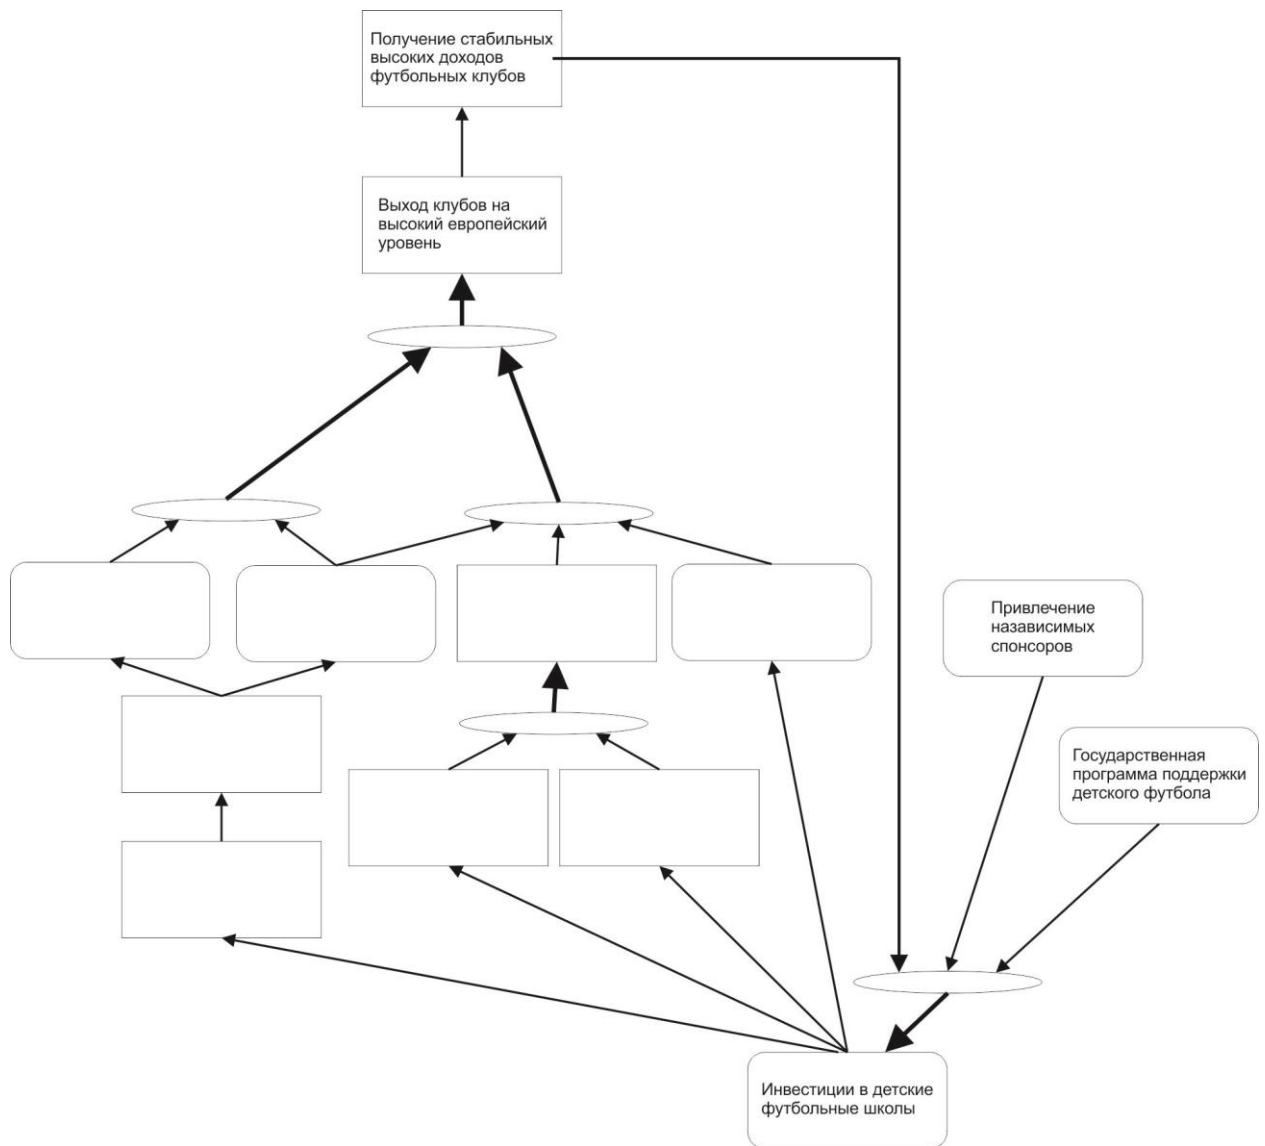 Получение стабильных
высоких доходов
футбольных клубов
Выход клубов на
высокий европейский
уровень
Привлечение
назависимых
спонсоров
Государственная
программа поддержки
детского футбола
Инвестиции в детские
футбольные школы